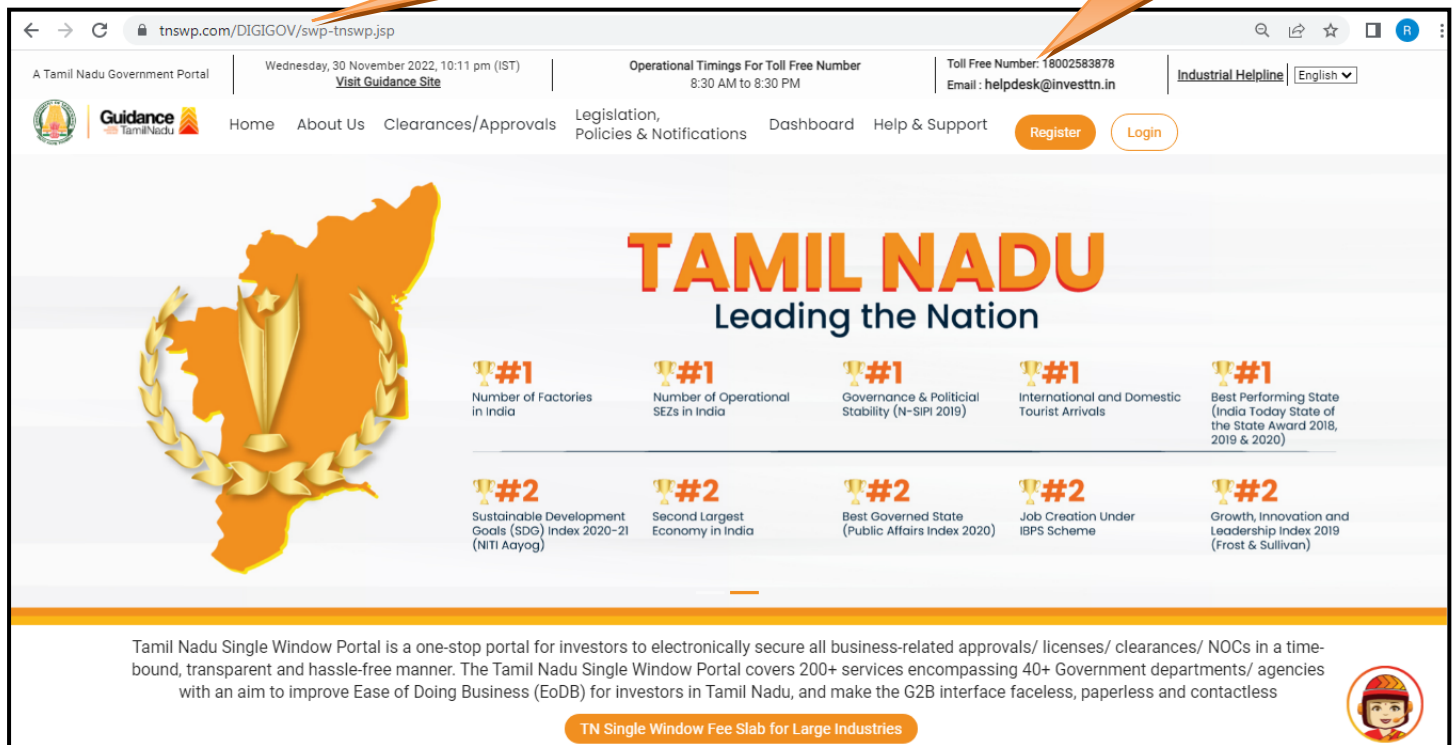 tnswp.com/DIGIGOV/swp-tnswp.jsp
R
A Tamil Nadu Government Portal
Wednesday, 30 November 2022, 10:11 pm (IST)
Visit Guidance Site
Operational Timings For Toll Free Number
8:30 AM to 8:30 PM
Toll Free Number: 18002583878
Email : helpdesk@investtn.in
Industrial Helpline
English
Guidance
TamilNadu
Home
About Us
Clearances/Approvals
Legislation,
Policies & Notifications
Dashboard
Help & Support
Register
Login
TAMIL NADU
Leading the Nation
#1
Number of Factories
in India
#1
Number of Operational
SEZs in India
#1
Governance & Politicial
Stability (N-SIPI 2019)
#1
International and Domestic
Tourist Arrivals
#1
Best Performing State
(India Today State of
the State Award 2018,
2019 & 2020)
#2
Sustainable Development
Goals (SDG) Index 2020-21
(NITI Aayog)
#2
Second Largest
Economy in India
#2
Best Governed State
(Public Affairs Index 2020)
#2
Job Creation Under
IBPS Scheme
#2
Growth, Innovation and
Leadership Index 2019
(Frost & Sullivan)
Tamil Nadu Single Window Portal is a one-stop portal for investors to electronically secure all business-related approvals/ licenses/ clearances/ NOCs in a time-
bound, transparent and hassle-free manner. The Tamil Nadu Single Window Portal covers 200+ services encompassing 40+ Government departments/ agencies
with an aim to improve Ease of Doing Business (EoDB) for investors in Tamil Nadu, and make the G2B interface faceless, paperless and contactless
TN Single Window Fee Slab for Large Industries